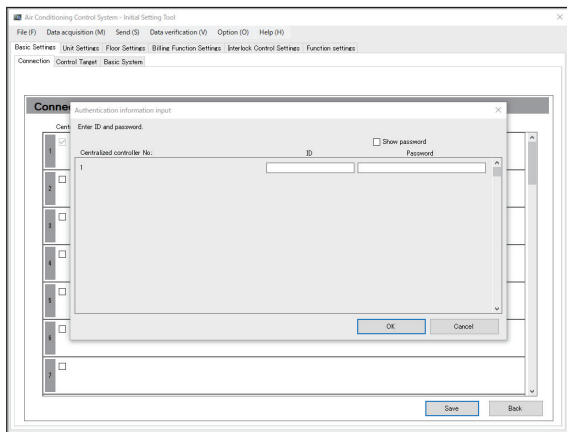 Air Conditioning Control System - Initial Setting Tool
File (F) Data acquisition (M) Send (S) Data verification (V) Option (O) Help (H)
Basic Settings Unit Settings Floor Settings Billing Function Settings Interlock Control Settings Function settings
Connection Control Target Basic System
Conne
Authentication information input
Cent
Enter ID and password.
Show password
Centralized controller No: ID Password
1
1
2
3
4
5
6
7
OK Cancel
Save Back